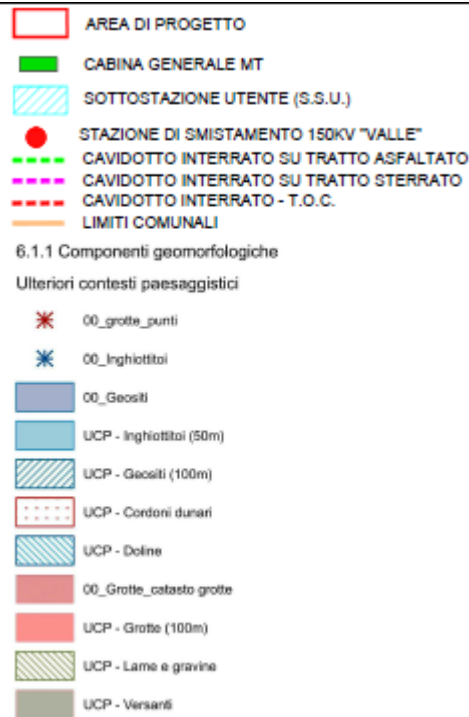 AREA DI PROGETTO
CABINA GENERALE MT
SOTTOSTAZIONE UTENTE (S.S.U.)
STAZIONE DI SMISTAMENTO 150KV "VALLE"
CAVIDOTTO INTERRATO SU TRATTO ASFALTATO
CAVIDOTTO INTERRATO SU TRATTO STERRATO
CAVIDOTTO INTERRATO - T.O.C.
LIMITI COMUNALI
6.1.1 Componenti geomorfologiche
Ulteriori contesti paesaggistici
00_grotte_punti
00_Inghiottitoi
00_Geositi
UCP - Inghiottitoi (50m)
UCP - Geositi (100m)
UCP - Cordoni dunari
UCP - Doline
00_Grotte_catasto grotte
UCP - Grotte (100m)
UCP - Lame e gravine
UCP - Versanti